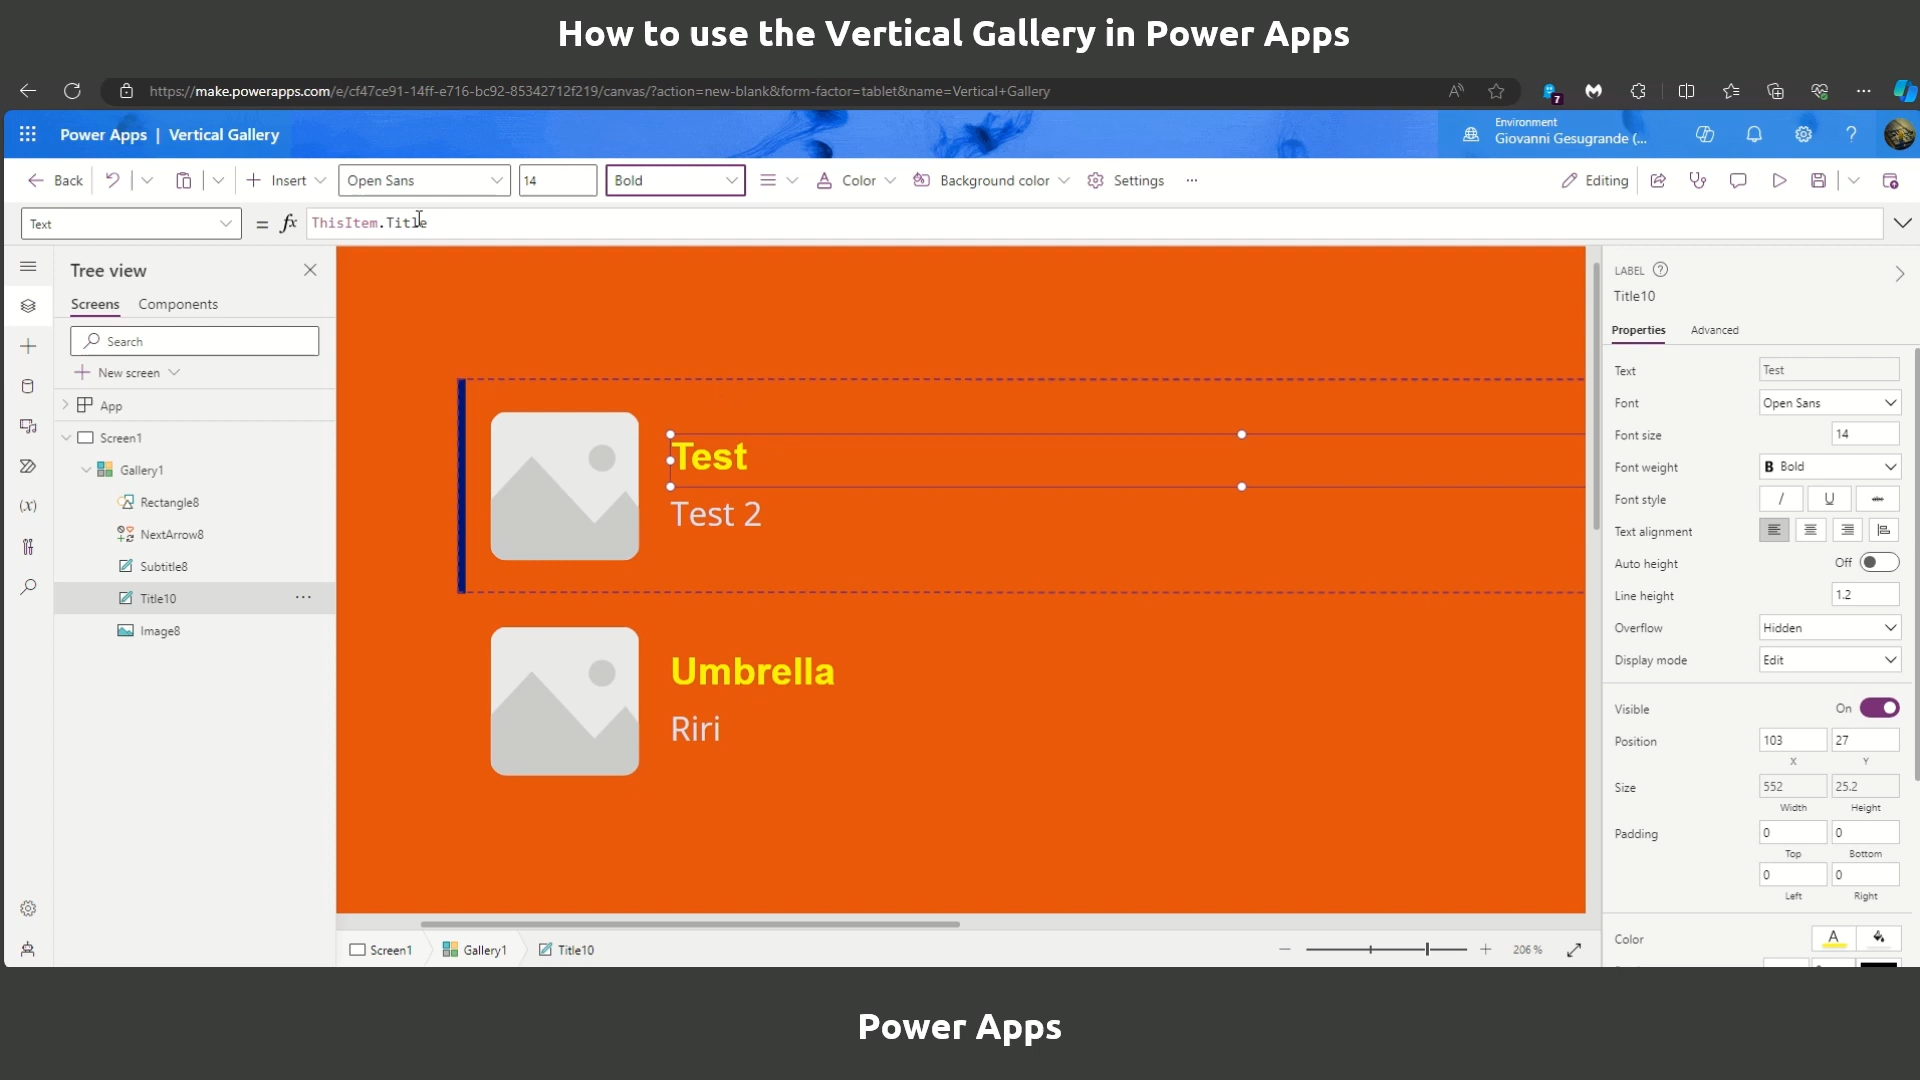 How to use the Vertical Gallery in Power Apps
https://make.powerapps.com/e/cf47ce91-14ff-e716-bc92-85342712f219/canvas/?action=new-blank&form-factor=tablet&name=Vertical+Gallery
7
Power Apps | Vertical Gallery
Environment
Giovanni Gesugrande (...
Back
Insert
Open Sans
14
Bold
Color
Background color
Settings
Editing
Text
= fx
ThisItem.Title
Tree view
Screens
Components
Search
New screen
App
Screen1
Gallery1
Rectangle8
NextArrow8
Subtitle8
Title10
Image8
Test
Test 2
Umbrella
Riri
Screen1
Gallery1
Title10
206 %
LABEL
Title10
Properties
Advanced
Text
Test
Font
Open Sans
Font size
14
Font weight
B Bold
Font style
/ U abc
Text alignment
Auto height
Off
Line height
1.2
Overflow
Hidden
Display mode
Edit
Visible
On
Position
103
27
X
Y
Size
552
25.2
Width
Height
Padding
0
0
Top
Bottom
0
0
Left
Right
Color
A
Power Apps